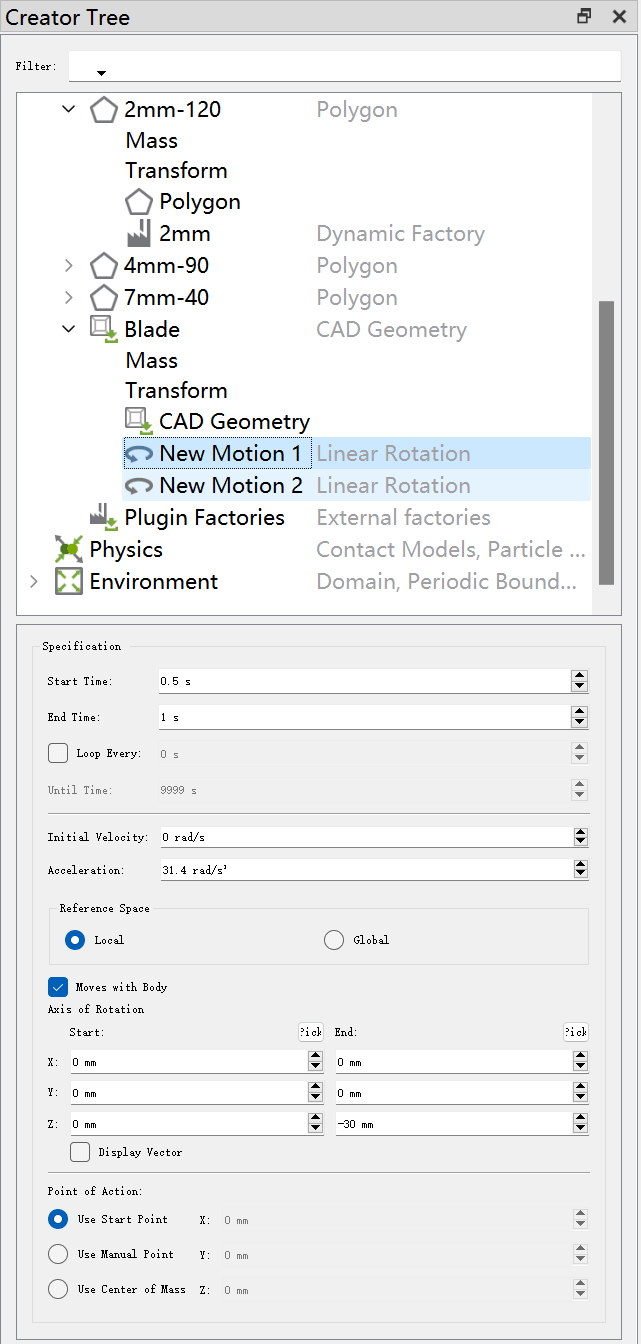 Creator Tree
Filter:
2mm-120 Polygon
Mass
Transform
Polygon
2mm Dynamic Factory
4mm-90 Polygon
7mm-40 Polygon
Blade CAD Geometry
Mass
Transform
CAD Geometry
New Motion 1 Linear Rotation
New Motion 2 Linear Rotation
Plugin Factories External factories
Physics Contact Models, Particle ...
Environment Domain, Periodic Bound...
Specification
Start Time: 0.5 s
End Time: 1 s
Loop Every: 0 s
Until Time: 9999 s
Initial Velocity: 0 rad/s
Acceleration: 31.4 rad/s²
Reference Space
Local Global
Moves with Body
Axis of Rotation
Start: Pick End: Pick
X: 0 mm 0 mm
Y: 0 mm 0 mm
Z: 0 mm -30 mm
Display Vector
Point of Action:
Use Start Point X: 0 mm
Use Manual Point Y: 0 mm
Use Center of Mass Z: 0 mm